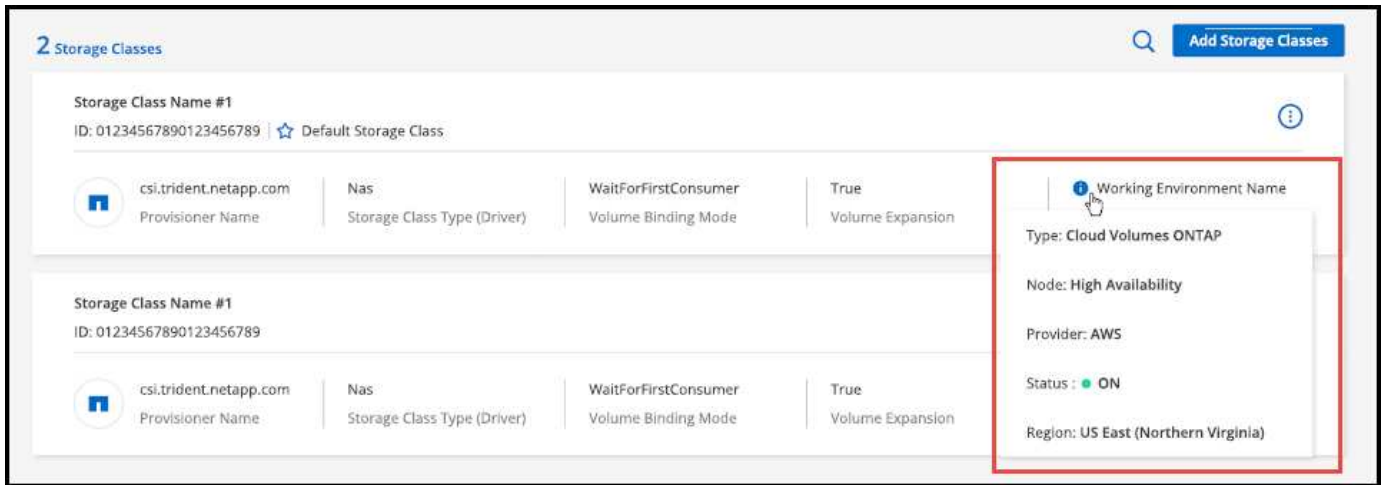 2 Storage Classes
Add Storage Classes
Storage Class Name #1
ID: 01234567890123456789 Default Storage Class
csi.trident.netapp.com Nas WaitForFirstConsumer True Working Environment Name
Provisioner Name Storage Class Type (Driver) Volume Binding Mode Volume Expansion
Type: Cloud Volumes ONTAP
Node: High Availability
Provider: AWS
Status : ON
Region: US East (Northern Virginia)
Storage Class Name #1
ID: 01234567890123456789
csi.trident.netapp.com Nas WaitForFirstConsumer True
Provisioner Name Storage Class Type (Driver) Volume Binding Mode Volume Expansion